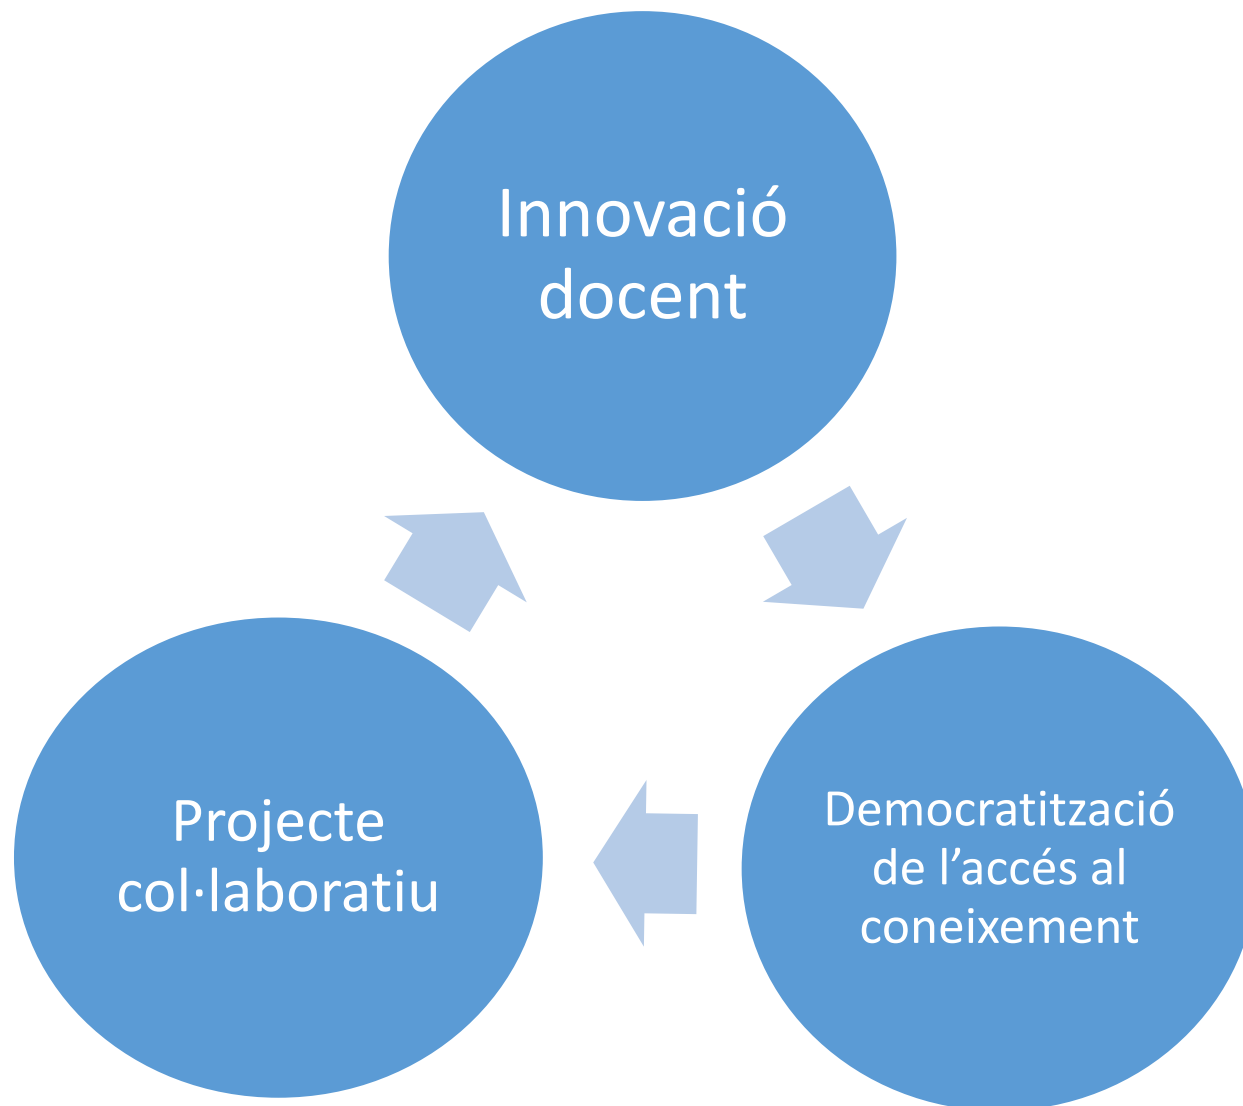 Innovació
docent
Projecte
col·laboratiu
Democratització
de l’accés al
coneixement